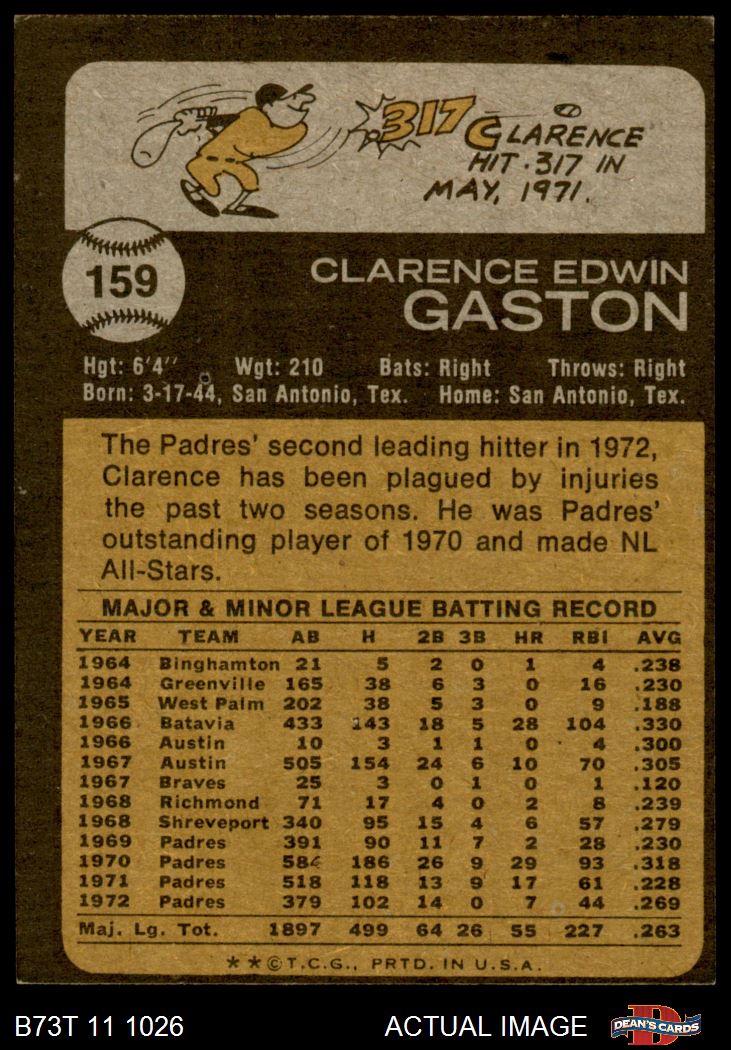 .317 CLARENCE
HIT .317 IN
MAY, 1971.
159
CLARENCE EDWIN
GASTON
Hgt: 6'4" Wgt: 210 Bats: Right Throws: Right
Born: 3-17-44, San Antonio, Tex. Home: San Antonio, Tex.
The Padres' second leading hitter in 1972,
Clarence has been plagued by injuries
the past two seasons. He was Padres'
outstanding player of 1970 and made NL
All-Stars.
MAJOR & MINOR LEAGUE BATTING RECORD
YEAR TEAM AB H 2B 3B HR RBI AVG
1964 Binghamton 21 5 2 0 1 4 .238
1964 Greenville 165 38 6 3 0 16 .230
1965 West Palm 202 38 5 3 0 9 .188
1966 Batavia 433 143 18 5 28 104 .330
1966 Austin 10 3 1 1 0 4 .300
1967 Austin 505 154 24 6 10 70 .305
1967 Braves 25 3 0 1 0 1 .120
1968 Richmond 71 17 4 0 2 8 .239
1968 Shreveport 340 95 15 4 6 57 .279
1969 Padres 391 90 11 7 2 28 .230
1970 Padres 584 186 26 9 29 93 .318
1971 Padres 518 118 13 9 17 61 .228
1972 Padres 379 102 14 0 7 44 .269
Maj. Lg. Tot. 1897 499 64 26 55 227 .263
**©T.C.G., PRTD. IN U.S.A.
B73T 11 1026 ACTUAL IMAGE DEAN'S CARDS